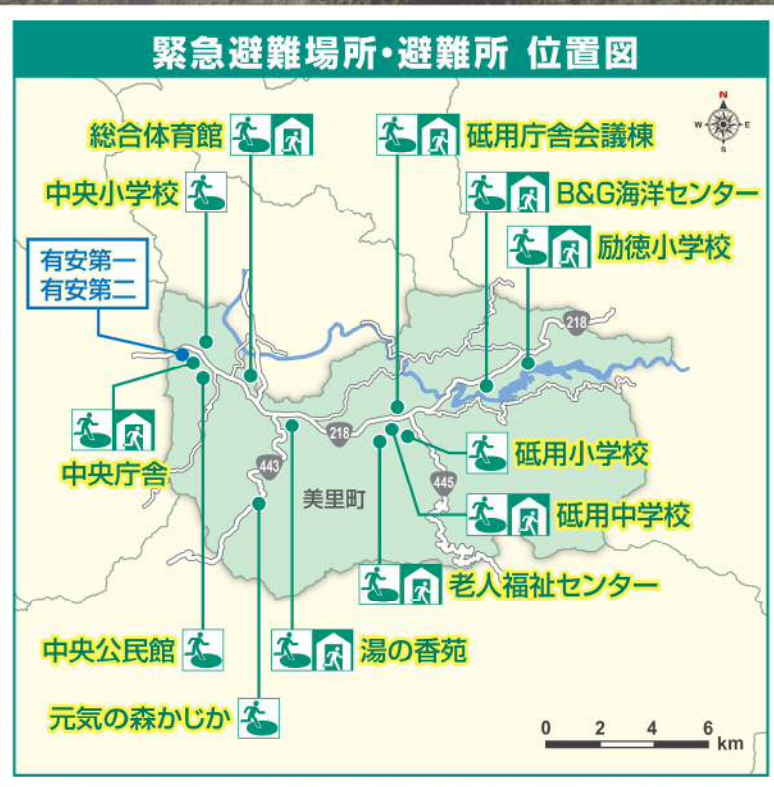 緊急避難場所・避難所 位置図
N
W
E
S
総合体育館
砥用庁舎会議棟
中央小学校
B&G海洋センター
励徳小学校
有安第一
有安第二
218
中央庁舎
218
砥用小学校
443
445
美里町
砥用中学校
老人福祉センター
中央公民館
湯の香苑
元気の森かじか
0 2 4 6
km